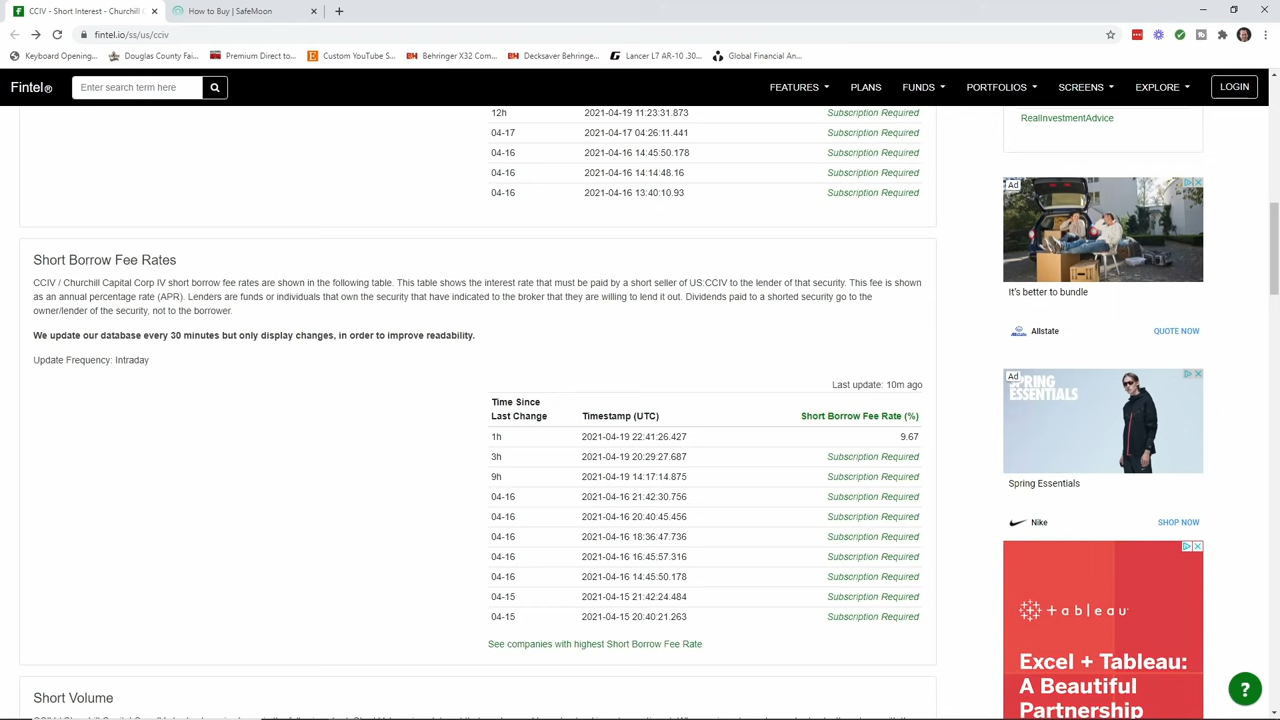 CCIV - Short Interest - Churchill C
How to Buy | SafeMoon
fintel.io/ss/us/cciv
Keyboard Opening...
Douglas County Fai...
Premium Direct to...
Custom YouTube S...
Behringer X32 Com...
Decksaver Behringe...
Lancer L7 AR-10 .30...
Global Financial An...
Fintel®
Enter search term here
FEATURES
PLANS
FUNDS
PORTFOLIOS
SCREENS
EXPLORE
LOGIN
12h 2021-04-19 11:23:31.873 Subscription Required
04-17 2021-04-17 04:26:11.441 Subscription Required
04-16 2021-04-16 14:45:50.178 Subscription Required
04-16 2021-04-16 14:14:48.16 Subscription Required
04-16 2021-04-16 13:40:10.93 Subscription Required
Short Borrow Fee Rates
CCIV / Churchill Capital Corp IV short borrow fee rates are shown in the following table. This table shows the interest rate that must be paid by a short seller of US:CCIV to the lender of that security. This fee is shown
as an annual percentage rate (APR). Lenders are funds or individuals that own the security that have indicated to the broker that they are willing to lend it out. Dividends paid to a shorted security go to the
owner/lender of the security, not to the borrower.
We update our database every 30 minutes but only display changes, in order to improve readability.
Update Frequency: Intraday
Last update: 10m ago
Time Since
Last Change Timestamp (UTC) Short Borrow Fee Rate (%)
1h 2021-04-19 22:41:26.427 9.67
3h 2021-04-19 20:29:27.687 Subscription Required
9h 2021-04-19 14:17:14.875 Subscription Required
04-16 2021-04-16 21:42:30.756 Subscription Required
04-16 2021-04-16 20:40:45.456 Subscription Required
04-16 2021-04-16 18:36:47.736 Subscription Required
04-16 2021-04-16 16:45:57.316 Subscription Required
04-16 2021-04-16 14:45:50.178 Subscription Required
04-15 2021-04-15 21:42:24.484 Subscription Required
04-15 2021-04-15 20:40:21.263 Subscription Required
See companies with highest Short Borrow Fee Rate
Short Volume
RealInvestmentAdvice
Ad
It's better to bundle
Allstate
QUOTE NOW
Ad
SPRING
ESSENTIALS
Spring Essentials
Nike
SHOP NOW
+ a b l e a u
Excel + Tableau:
A Beautiful
Partnership
?